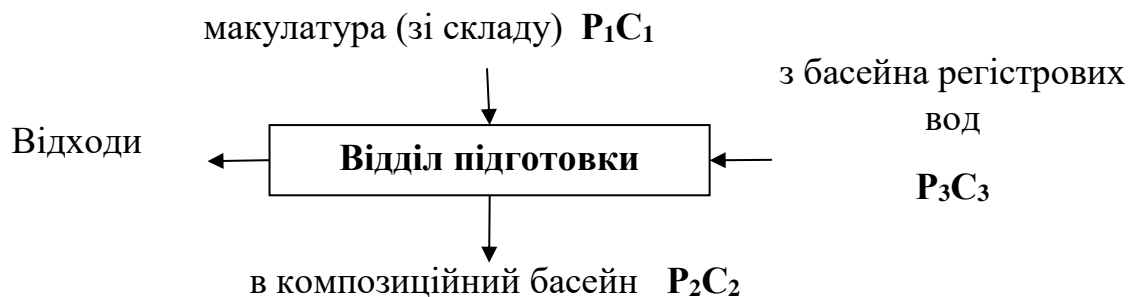 макулатура (зі складу) P₁C₁
з басейна регістрових
вод
Відходи
Відділ підготовки
P₃C₃
в композиційний басейн P₂C₂